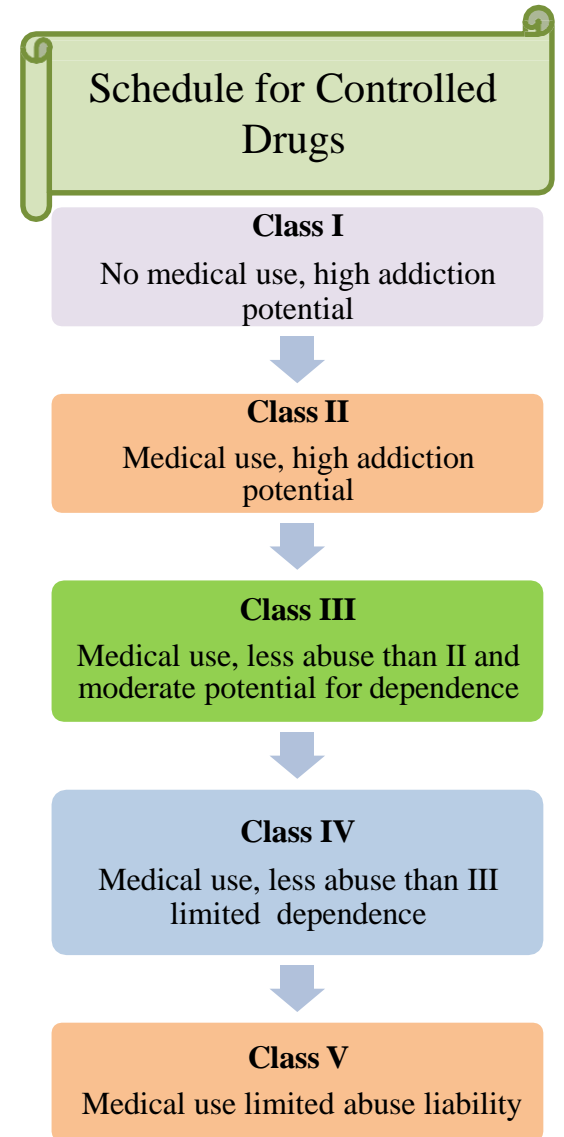 Schedule for Controlled
Drugs
Class I
No medical use, high addiction
potential
Class II
Medical use, high addiction
potential
Class III
Medical use, less abuse than II and
moderate potential for dependence
Class IV
Medical use, less abuse than III
limited dependence
Class V
Medical use limited abuse liability